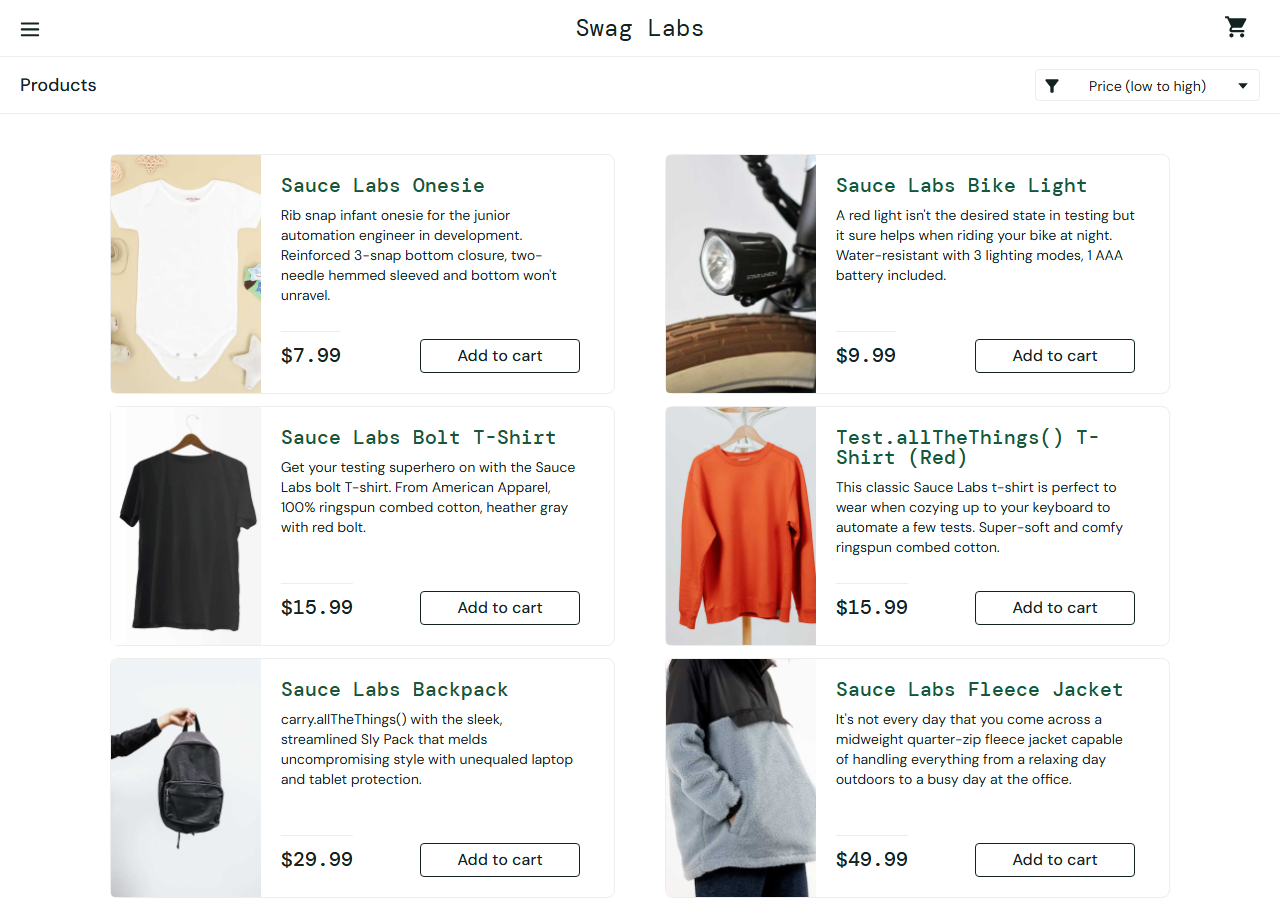 Swag Labs
Products
Price (low to high)
Sauce Labs Onesie
Rib snap infant onesie for the junior
automation engineer in development.
Reinforced 3-snap bottom closure, two-
needle hemmed sleeved and bottom won't
unravel.
$7.99
Add to cart
Sauce Labs Bike Light
A red light isn't the desired state in testing but
it sure helps when riding your bike at night.
Water-resistant with 3 lighting modes, 1 AAA
battery included.
$9.99
Add to cart
Sauce Labs Bolt T-Shirt
Get your testing superhero on with the Sauce
Labs bolt T-shirt. From American Apparel,
100% ringspun combed cotton, heather gray
with red bolt.
$15.99
Add to cart
Test.allTheThings() T-
Shirt (Red)
This classic Sauce Labs t-shirt is perfect to
wear when cozying up to your keyboard to
automate a few tests. Super-soft and comfy
ringspun combed cotton.
$15.99
Add to cart
Sauce Labs Backpack
carry.allTheThings() with the sleek,
streamlined Sly Pack that melds
uncompromising style with unequaled laptop
and tablet protection.
$29.99
Add to cart
Sauce Labs Fleece Jacket
It's not every day that you come across a
midweight quarter-zip fleece jacket capable
of handling everything from a relaxing day
outdoors to a busy day at the office.
$49.99
Add to cart